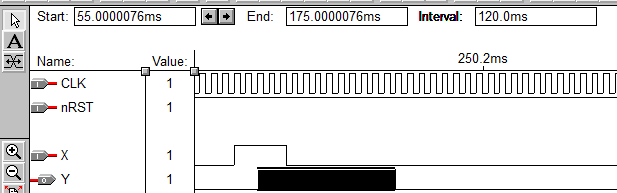 Start: 55.0000076ms End: 175.0000076ms Interval: 120.0ms
250.2ms
Name: Value:
CLK 1
nRST 1
X 1
Y 1
A